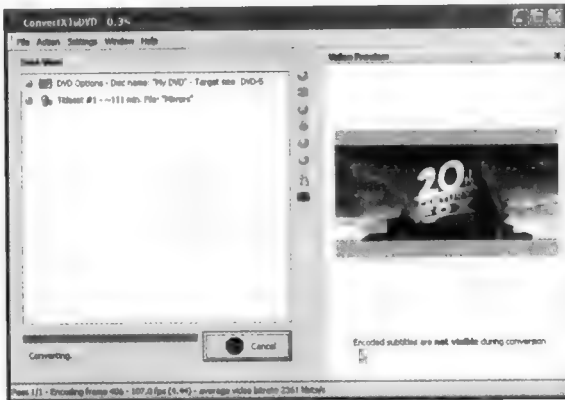 ConvertXToDVD 0.3%
File Action Settings Window Help
Video Preview
DVD Options - Disc name: "My DVD" - Target size: DVD-5
Titleset #1 - ~111 min. File: "Mirrors"
20
Converting.
Cancel
Encoded subtitles are not visible during conversion
Pass 1/1 - Encoding frame 406 - 107.0 fps (4.4x) - average video bitrate 2361 kbits/s